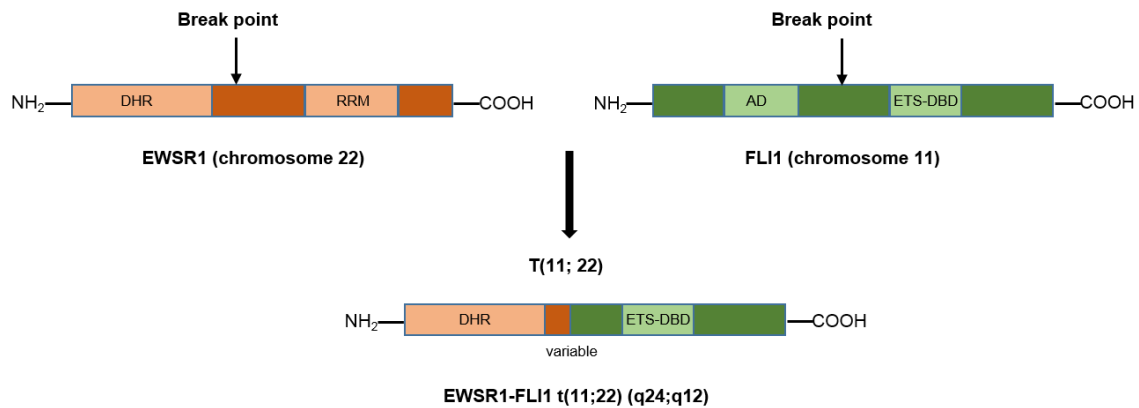 Break point
Break point
NH₂
DHR
RRM
COOH
NH₂
AD
ETS-DBD
COOH
EWSR1 (chromosome 22)
FLI1 (chromosome 11)
T(11; 22)
NH₂
DHR
ETS-DBD
COOH
variable
EWSR1-FLI1 t(11;22) (q24;q12)